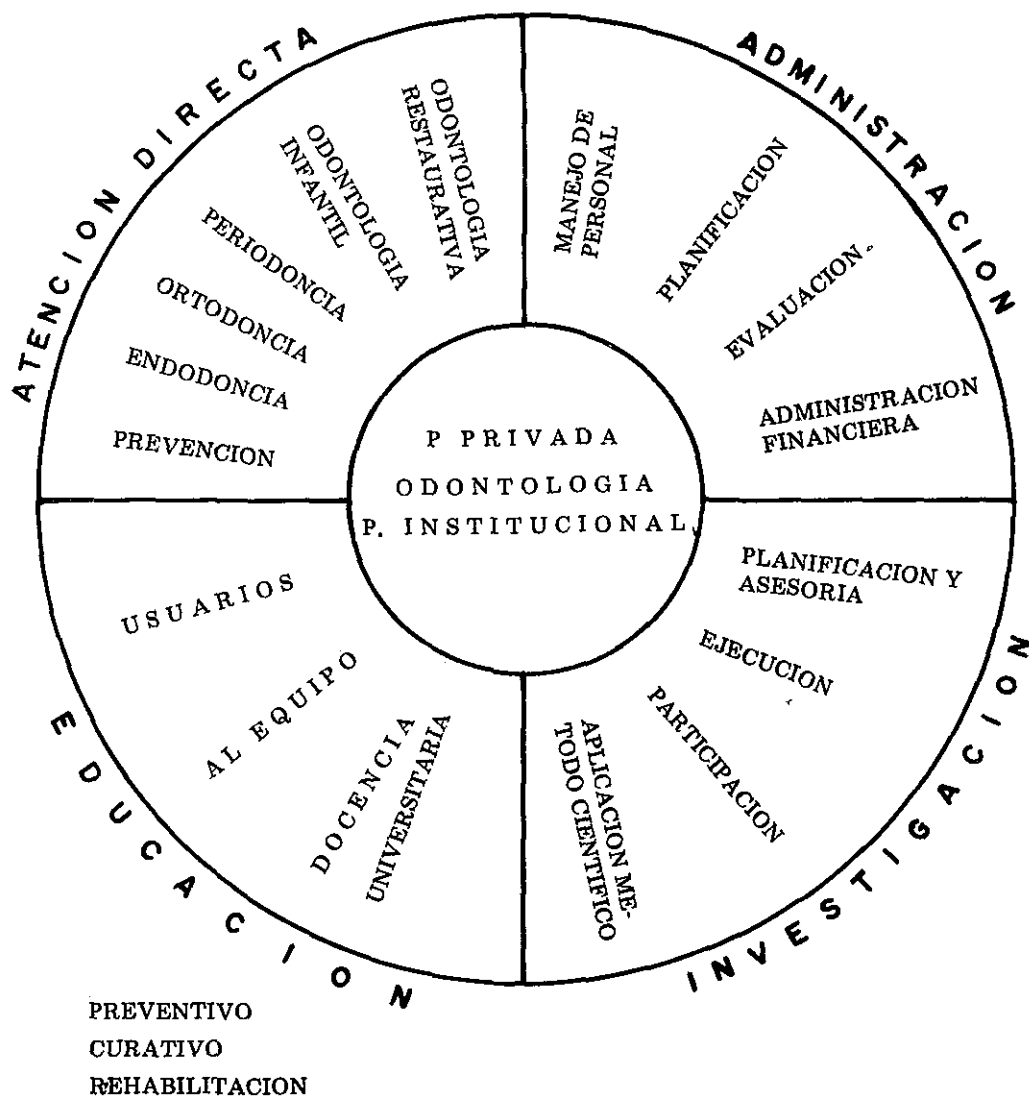 ATENCION DIRECTA
ODONTOLOGIA
RESTAURATIVA
ODONTOLOGIA
INFANTIL
PERIODONCIA
ORTODONCIA
ENDODONCIA
PREVENCION
ADMINISTRACION
MANEJO DE
PERSONAL
PLANIFICACION
EVALUACION
ADMINISTRACION
FINANCIERA
P PRIVADA
ODONTOLOGIA
P. INSTITUCIONAL
EDUCACION
USUARIOS
AL EQUIPO
DOCENCIA
UNIVERSITARIA
INVESTIGACION
PLANIFICACION Y
ASESORIA
EJECUCION
PARTICIPACION
APLICACION ME-
TODO CIENTIFICO
PREVENTIVO
CURATIVO
REHABILITACION